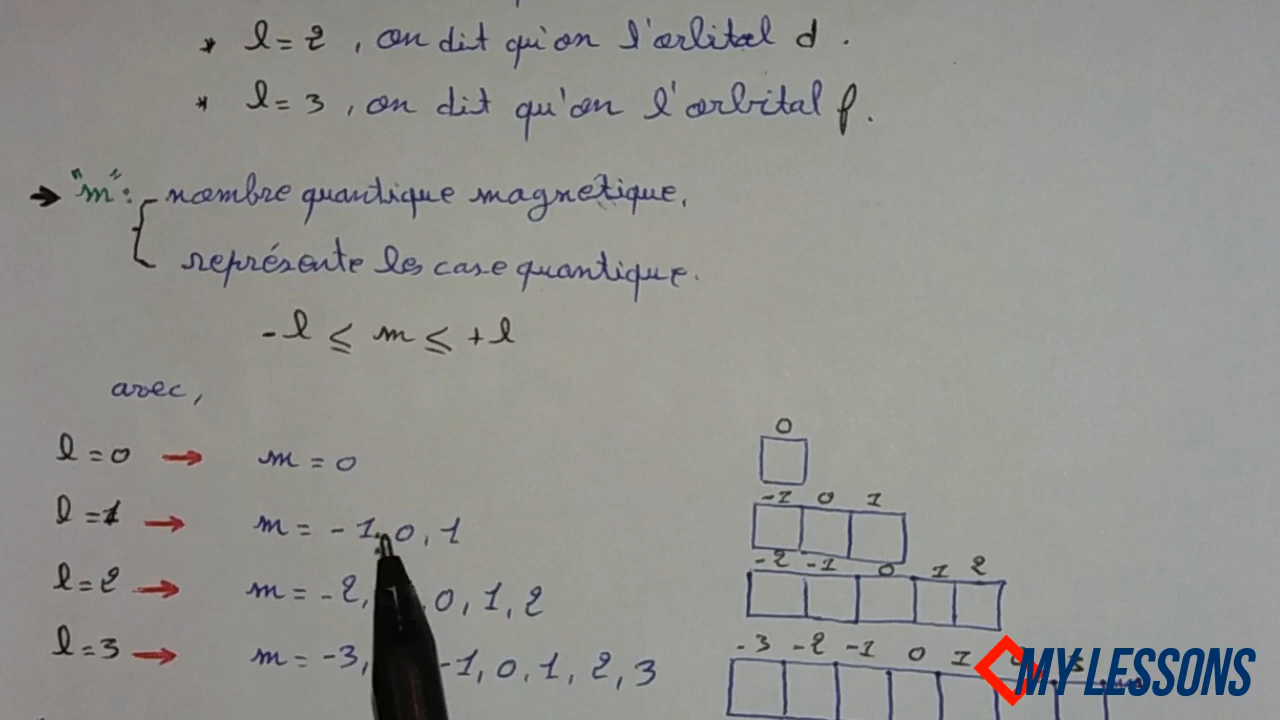 * l=2, on dit qu'on l'orbital d.
* l=3, on dit qu'on l'orbital f.
→ "m": nombre quantique magnetique,
représente les case quantique.
-l ≤ m ≤ +l
avec,
l=0 → m=0
0
l=1 → m=-1,0,1
-1 0 1
l=2 → m=-2, ,0,1,2
-2 -1 0 1 2
l=3 → m=-3, -1,0,1,2,3
-3 -2 -1 0 1
MY LESSONS